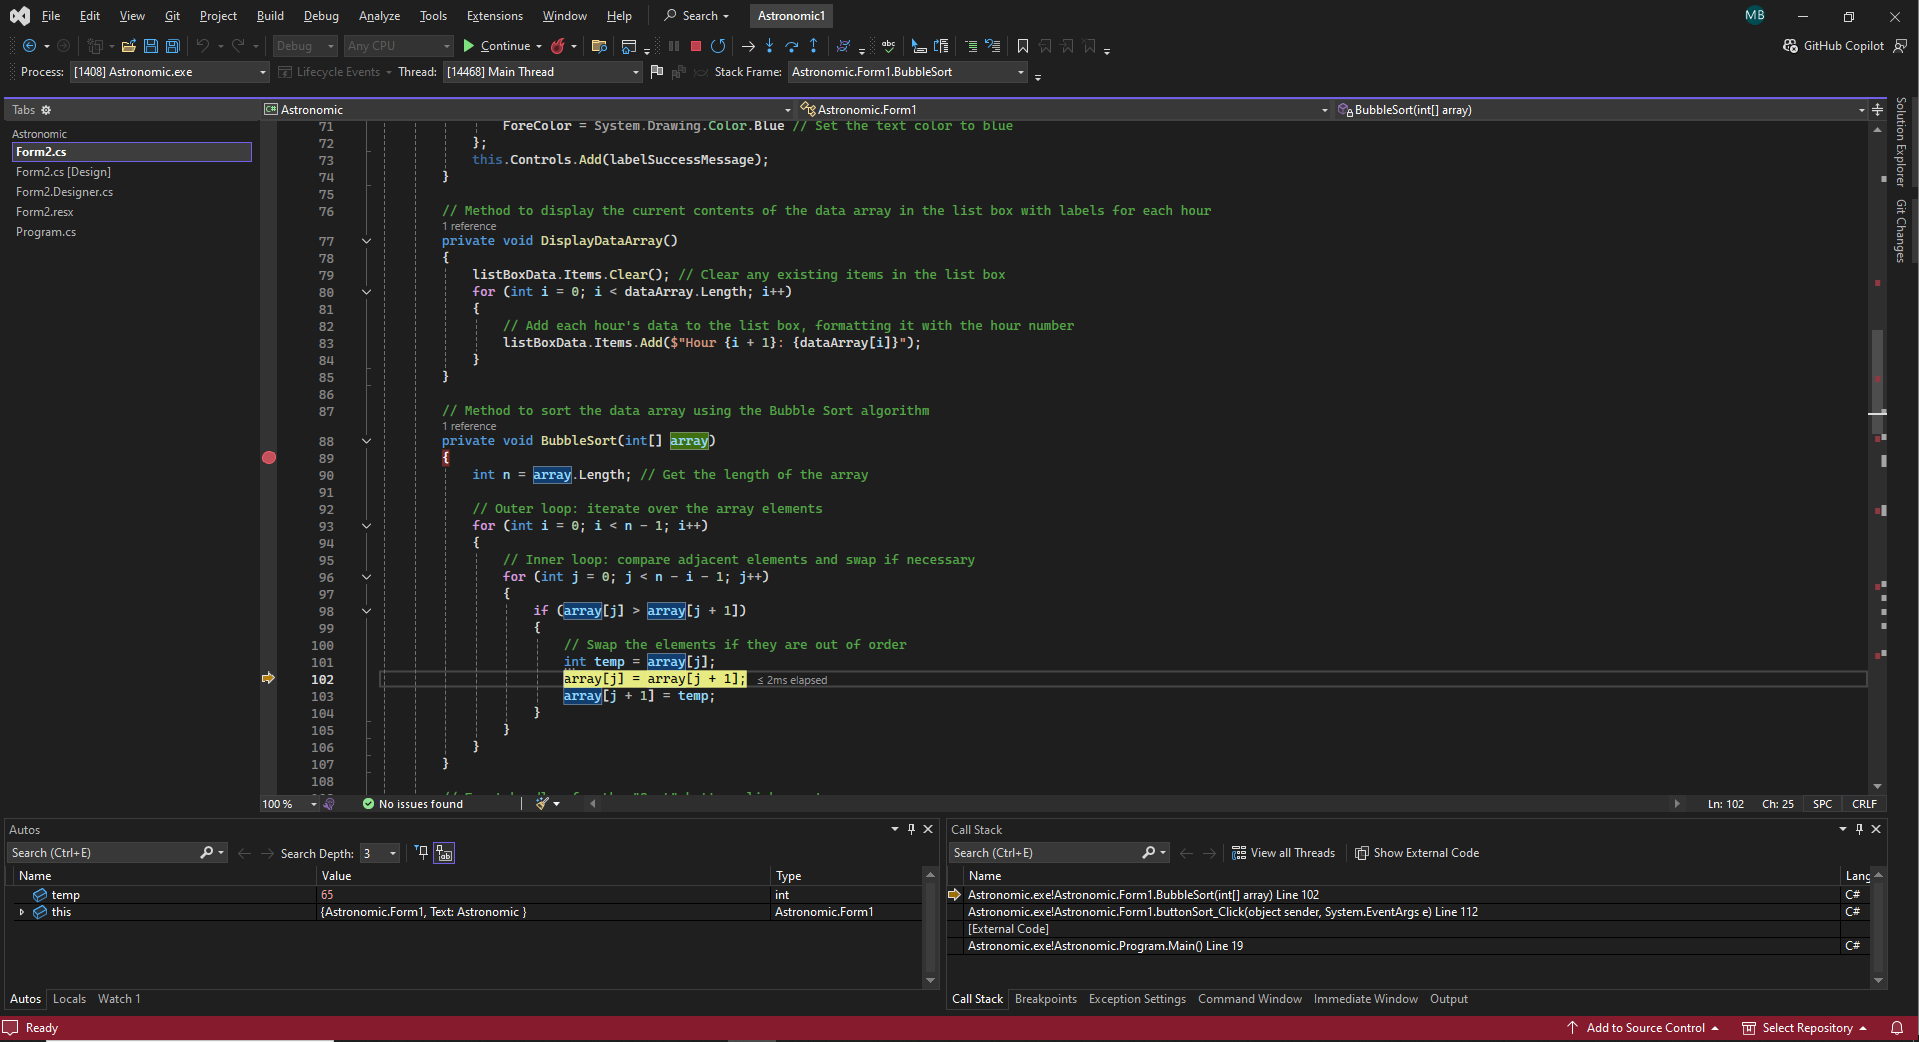 File Edit View Git Project Build Debug Analyze Tools Extensions Window Help Search Astronomic1 MB
Debug Any CPU Continue GitHub Copilot
Process: [1408] Astronomic.exe Lifecycle Events Thread: [14468] Main Thread Stack Frame: Astronomic.Form1.BubbleSort
Tabs
Astronomic
Form2.cs
Form2.cs [Design]
Form2.Designer.cs
Form2.resx
Program.cs
C# Astronomic Astronomic.Form1 BubbleSort(int[] array)
71 ForeColor = System.Drawing.Color.Blue // Set the text color to blue
72 };
73 this.Controls.Add(labelSuccessMessage);
74 }
75
76 // Method to display the current contents of the data array in the list box with labels for each hour
1 reference
77 private void DisplayDataArray()
78 {
79 listBoxData.Items.Clear(); // Clear any existing items in the list box
80 for (int i = 0; i < dataArray.Length; i++)
81 {
82 // Add each hour's data to the list box, formatting it with the hour number
83 listBoxData.Items.Add($"Hour {i + 1}: {dataArray[i]}");
84 }
85 }
86
87 // Method to sort the data array using the Bubble Sort algorithm
1 reference
88 private void BubbleSort(int[] array)
89 {
90 int n = array.Length; // Get the length of the array
91
92 // Outer loop: iterate over the array elements
93 for (int i = 0; i < n - 1; i++)
94 {
95 // Inner loop: compare adjacent elements and swap if necessary
96 for (int j = 0; j < n - i - 1; j++)
97 {
98 if (array[j] > array[j + 1])
99 {
100 // Swap the elements if they are out of order
101 int temp = array[j];
102 array[j] = array[j + 1]; ≤ 2ms elapsed
103 array[j + 1] = temp;
104 }
105 }
106 }
107 }
108
100 % No issues found Ln: 102 Ch: 25 SPC CRLF
Solution Explorer
Git Changes
Autos
Search (Ctrl+E) Search Depth: 3
Name Value Type
temp 65 int
this {Astronomic.Form1, Text: Astronomic } Astronomic.Form1
Autos Locals Watch 1
Call Stack
Search (Ctrl+E) View all Threads Show External Code
Name Lang
Astronomic.exe!Astronomic.Form1.BubbleSort(int[] array) Line 102 C#
Astronomic.exe!Astronomic.Form1.buttonSort_Click(object sender, System.EventArgs e) Line 112 C#
[External Code]
Astronomic.exe!Astronomic.Program.Main() Line 19 C#
Call Stack Breakpoints Exception Settings Command Window Immediate Window Output
Ready Add to Source Control Select Repository